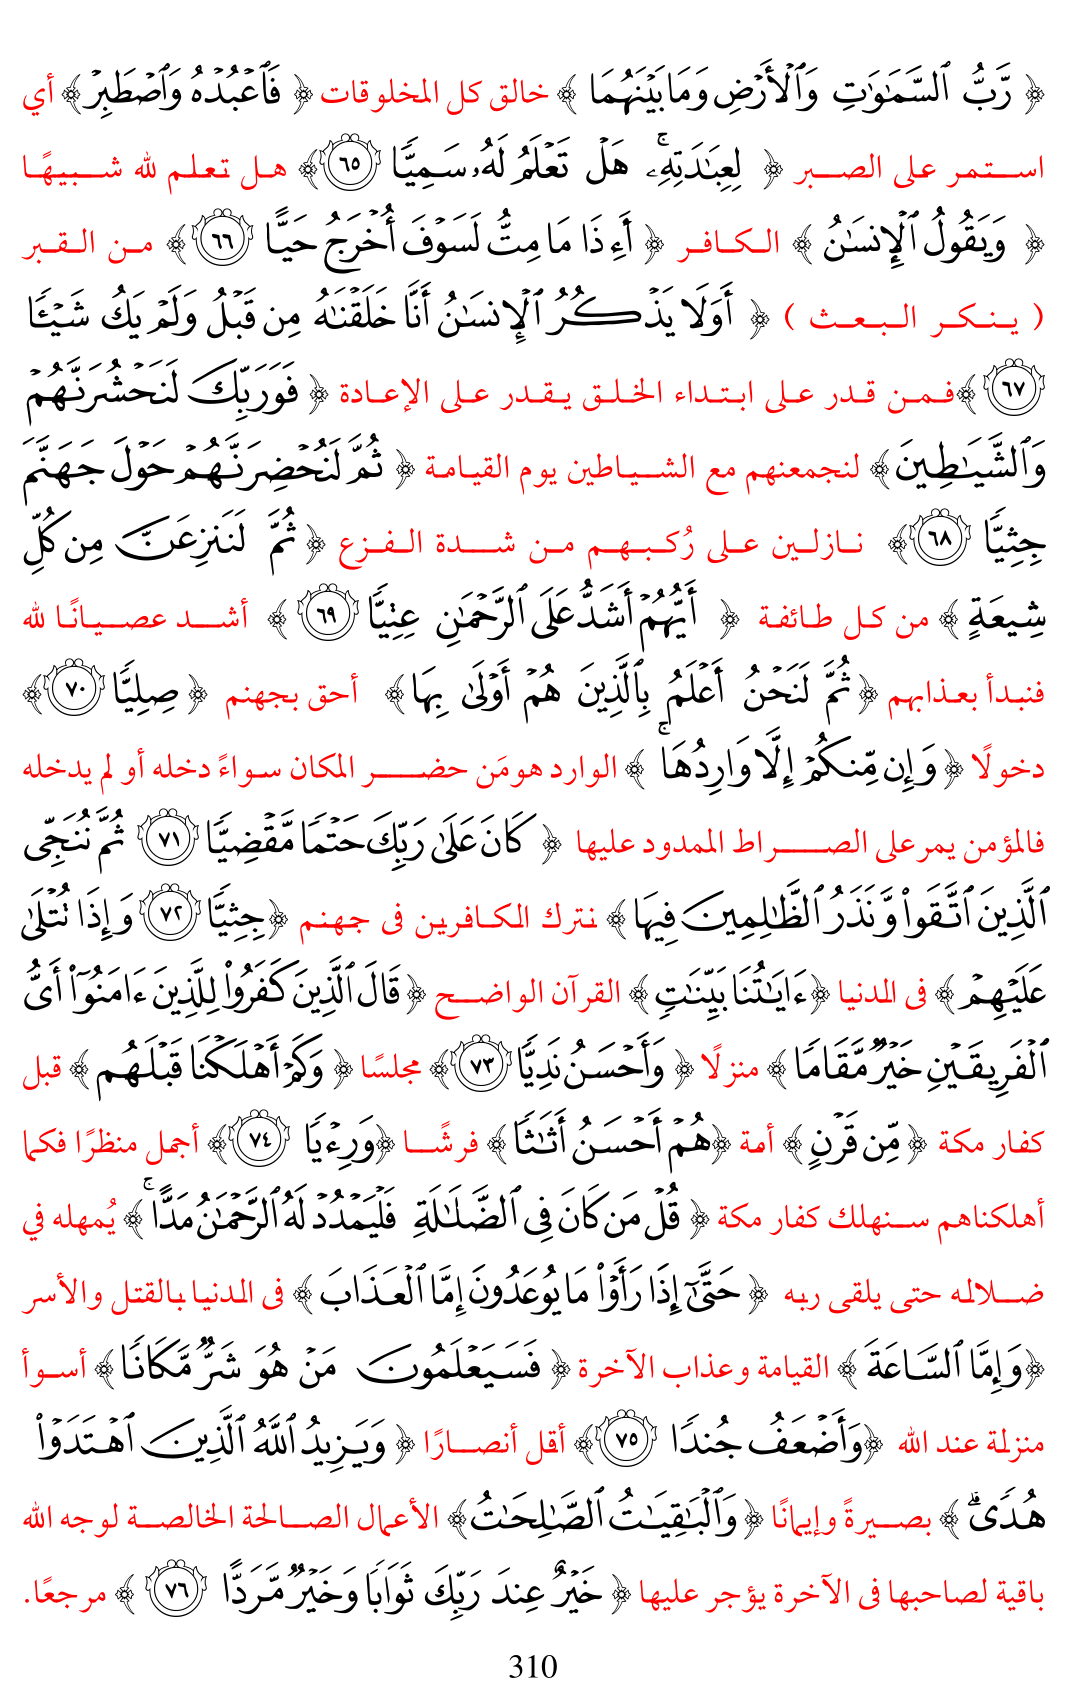 ﴿ رَّبُّ ٱلسَّمَٰوَٰتِ وَٱلۡأَرۡضِ وَمَا بَيۡنَهُمَا ﴾ خالق كل المخلوقات ﴿ فَٱعۡبُدۡهُ وَٱصۡطَبِرۡ ﴾ أي
استمر على الصبر ﴿ لِعِبَٰدَتِهِۦۚ هَلۡ تَعۡلَمُ لَهُۥ سَمِيّٗا ٦٥ ﴾ هل تعلم لله شبيهًا
﴿ وَيَقُولُ ٱلۡإِنسَٰنُ ﴾ الكافر ﴿ أَءِذَا مَا مِتُّ لَسَوۡفَ أُخۡرَجُ حَيًّا ٦٦ ﴾ من القبر
( ينكر البعث ) ﴿ أَوَلَا يَذۡكُرُ ٱلۡإِنسَٰنُ أَنَّا خَلَقۡنَٰهُ مِن قَبۡلُ وَلَمۡ يَكُ شَيۡـٔٗا
٦٧ ﴾ فمن قدر على ابتداء الخلق يقدر على الإعادة ﴿ فَوَرَبِّكَ لَنَحۡشُرَنَّهُمۡ
وَٱلشَّيَٰطِينَ ﴾ لنجمعنهم مع الشياطين يوم القيامة ﴿ ثُمَّ لَنُحۡضِرَنَّهُمۡ حَوۡلَ جَهَنَّمَ
جِثِيّٗا ٦٨ ﴾ نازلين على رُكبهم من شدة الفزع ﴿ ثُمَّ لَنَنزِعَنَّ مِن كُلِّ
شِيعَةٍ ﴾ من كل طائفة ﴿ أَيُّهُمۡ أَشَدُّ عَلَى ٱلرَّحۡمَٰنِ عِتِيّٗا ٦٩ ﴾ أشد عصيانًا لله
فنبدأ بعذابهم ﴿ ثُمَّ لَنَحۡنُ أَعۡلَمُ بِٱلَّذِينَ هُمۡ أَوۡلَىٰ بِهَا ﴾ أحق بجهنم ﴿ صِلِيّٗا ٧٠ ﴾
دخولًا ﴿ وَإِن مِّنكُمۡ إِلَّا وَارِدُهَاۚ ﴾ الوارد هو مَن حضر المكان سواءً دخله أو لم يدخله
فالمؤمن يمر على الصراط الممدود عليها ﴿ كَانَ عَلَىٰ رَبِّكَ حَتۡمٗا مَّقۡضِيّٗا ٧١ ثُمَّ نُنَجِّي
ٱلَّذِينَ ٱتَّقَواْ وَّنَذَرُ ٱلظَّٰلِمِينَ فِيهَا ﴾ نترك الكافرين فى جهنم ﴿ جِثِيّٗا ٧٢ وَإِذَا تُتۡلَىٰ
عَلَيۡهِمۡ ﴾ فى الدنيا ﴿ ءَايَٰتُنَا بَيِّنَٰتٖ ﴾ القرآن الواضح ﴿ قَالَ ٱلَّذِينَ كَفَرُواْ لِلَّذِينَ ءَامَنُوٓاْ أَيُّ
ٱلۡفَرِيقَيۡنِ خَيۡرٞ مَّقَامٗا ﴾ منزلًا ﴿ وَأَحۡسَنُ نَدِيّٗا ٧٣ ﴾ مجلسًا ﴿ وَكَمۡ أَهۡلَكۡنَا قَبۡلَهُم ﴾ قبل
كفار مكة ﴿ مِّن قَرۡنٍ ﴾ أمة ﴿ هُمۡ أَحۡسَنُ أَثَٰثٗا ﴾ فرشًا ﴿ وَرِءۡيٗا ٧٤ ﴾ أجمل منظرًا فكما
أهلكناهم سنهلك كفار مكة ﴿ قُلۡ مَن كَانَ فِي ٱلضَّلَٰلَةِ فَلۡيَمۡدُدۡ لَهُ ٱلرَّحۡمَٰنُ مَدًّاۚ ﴾ يُمهله في
ضلاله حتى يلقى ربه ﴿ حَتَّىٰٓ إِذَا رَأَوۡاْ مَا يُوعَدُونَ إِمَّا ٱلۡعَذَابَ ﴾ فى الدنيا بالقتل والأسر
﴿ وَإِمَّا ٱلسَّاعَةَ ﴾ القيامة وعذاب الآخرة ﴿ فَسَيَعۡلَمُونَ مَنۡ هُوَ شَرّٞ مَّكَانٗا ﴾ أسوأ
منزلة عند الله ﴿ وَأَضۡعَفُ جُندٗا ٧٥ ﴾ أقل أنصارًا ﴿ وَيَزِيدُ ٱللَّهُ ٱلَّذِينَ ٱهۡتَدَوۡاْ
هُدٗىۗ ﴾ بصيرةً وإيمانًا ﴿ وَٱلۡبَٰقِيَٰتُ ٱلصَّٰلِحَٰتُ ﴾ الأعمال الصالحة الخالصة لوجه الله
باقية لصاحبها فى الآخرة يؤجر عليها ﴿ خَيۡرٌ عِندَ رَبِّكَ ثَوَابٗا وَخَيۡرٞ مَّرَدًّا ٧٦ ﴾ مرجعًا.
310